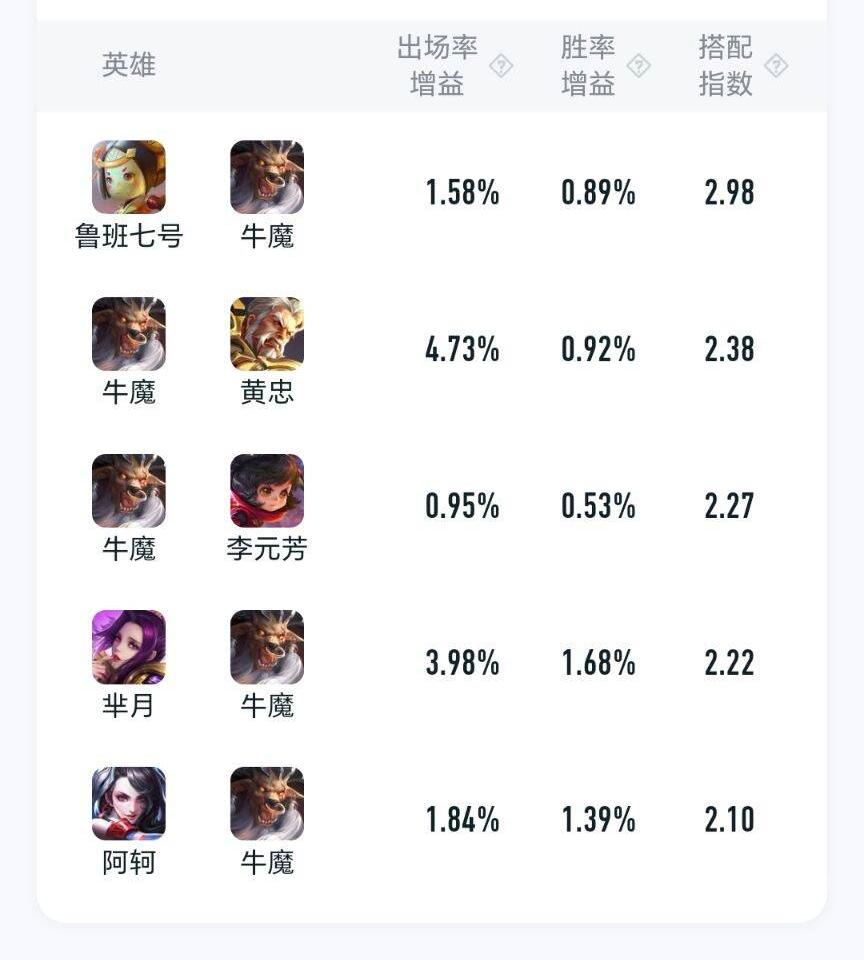 英雄 出场率增益 ? 胜率增益 ? 搭配指数 ?
鲁班七号 牛魔 1.58% 0.89% 2.98
牛魔 黄忠 4.73% 0.92% 2.38
牛魔 李元芳 0.95% 0.53% 2.27
芈月 牛魔 3.98% 1.68% 2.22
阿轲 牛魔 1.84% 1.39% 2.10